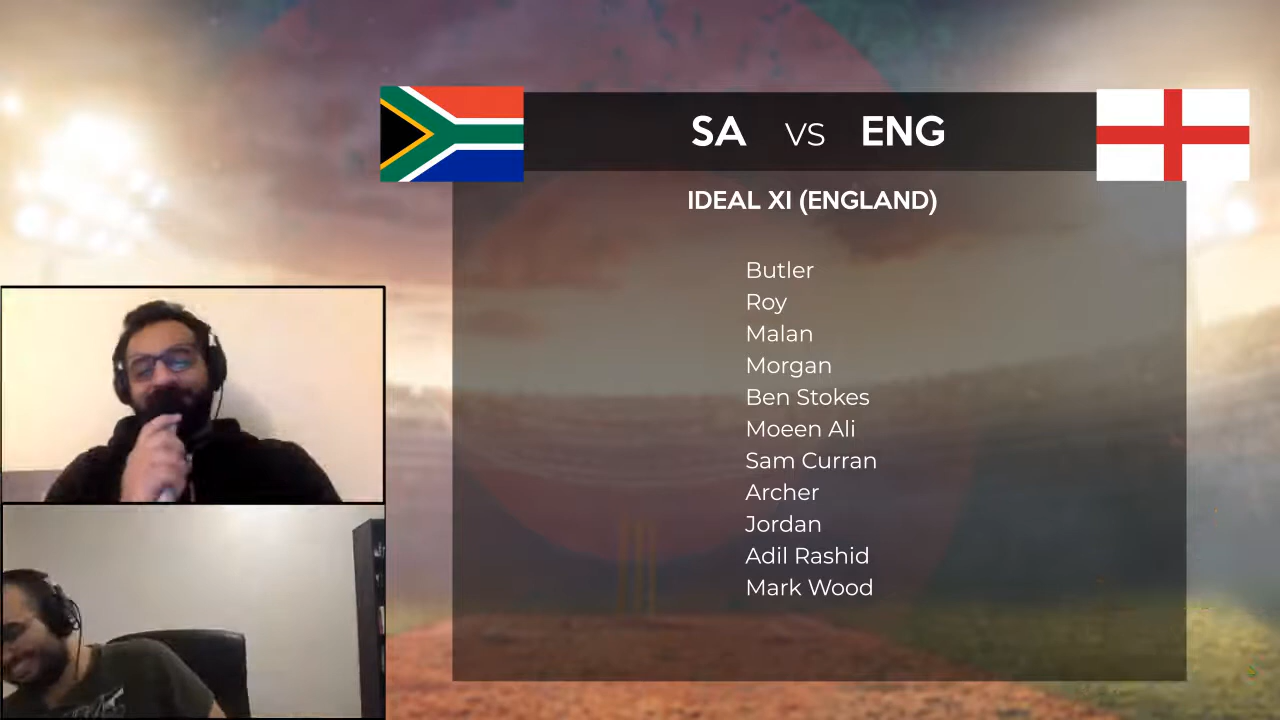 SA VS ENG
IDEAL XI (ENGLAND)
Butler
Roy
Malan
Morgan
Ben Stokes
Moeen Ali
Sam Curran
Archer
Jordan
Adil Rashid
Mark Wood